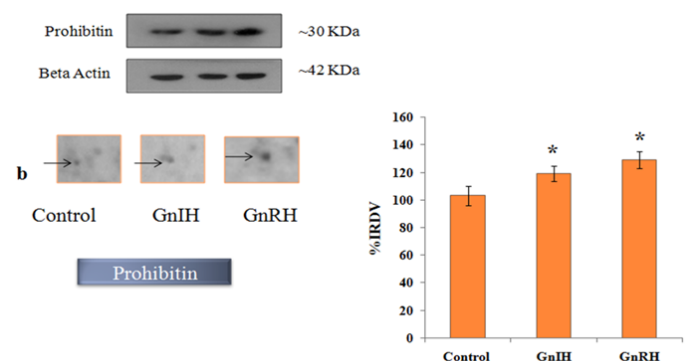 Prohibitin
~30 KDa
Beta Actin
~42 KDa
b
Control
GnIH
GnRH
Prohibitin
%IRDV
160
140
120
100
80
60
40
20
0
*
*
Control
GnIH
GnRH